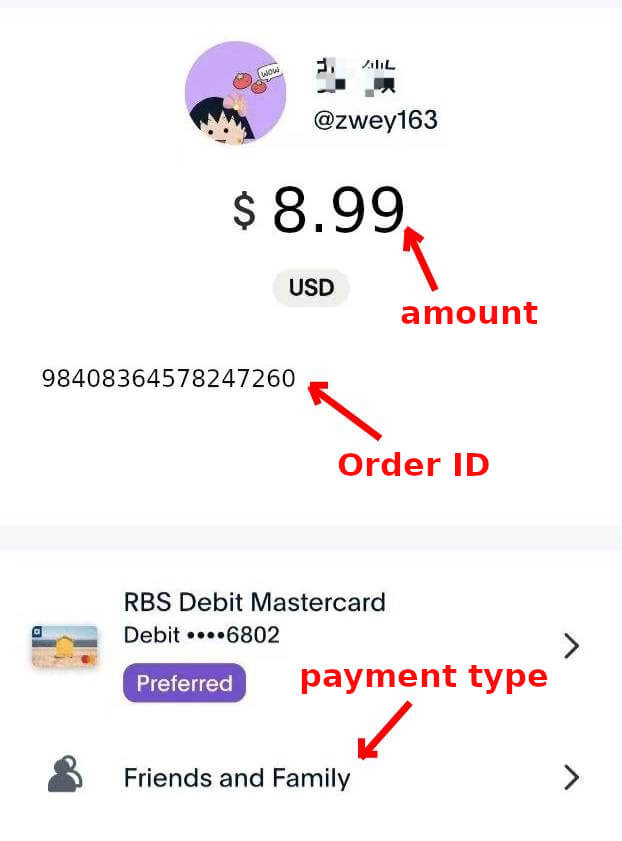 WOW
@zwey163
$ 8.99
amount
USD
98408364578247260
Order ID
RBS Debit Mastercard
Debit ••••6802
Preferred
payment type
Friends and Family